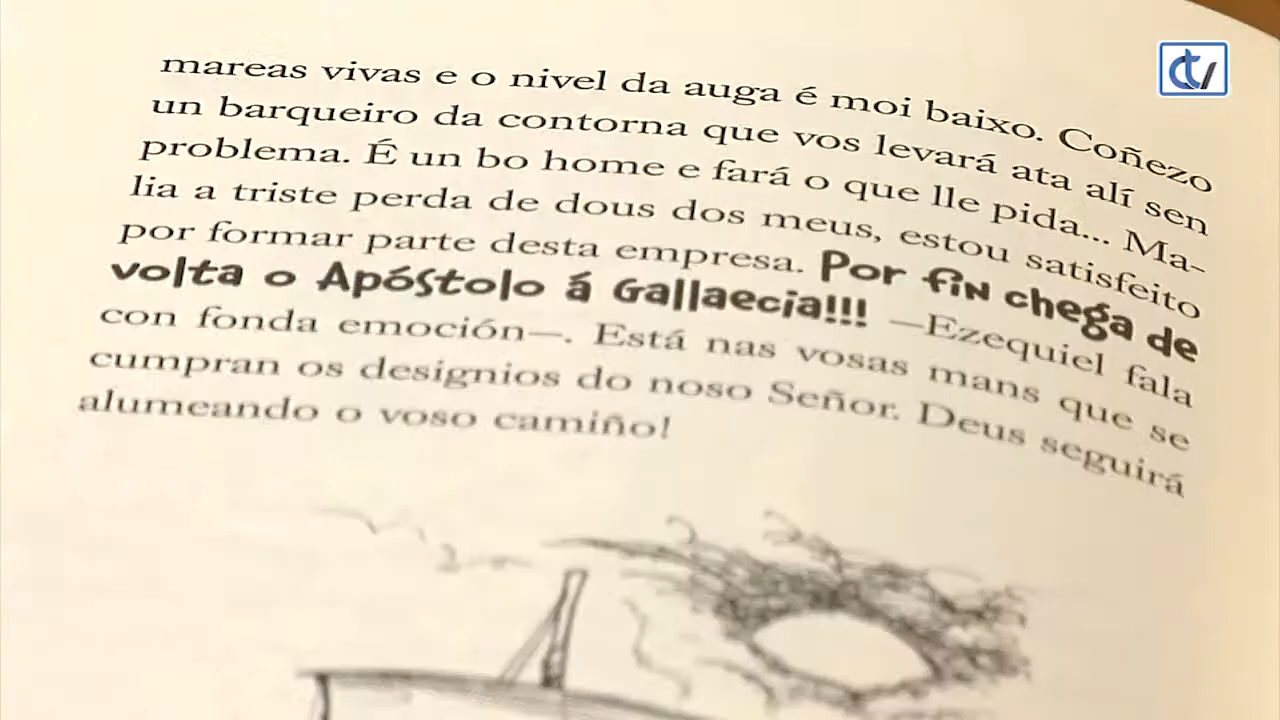 mareas vivas e o nivel da auga é moi baixo. Coñezo
un barqueiro da contorna que vos levará ata alí sen
problema. É un bo home e fará o que lle pida... Ma-
lia a triste perda de dous dos meus, estou satisfeito
por formar parte desta empresa. Por fin chega de
volta o Apóstolo á Gallaecia!!! —Ezequiel fala
con fonda emoción—. Está nas vosas mans que se
cumpran os designios do noso Señor. Deus seguirá
alumeando o voso camiño!
ctv